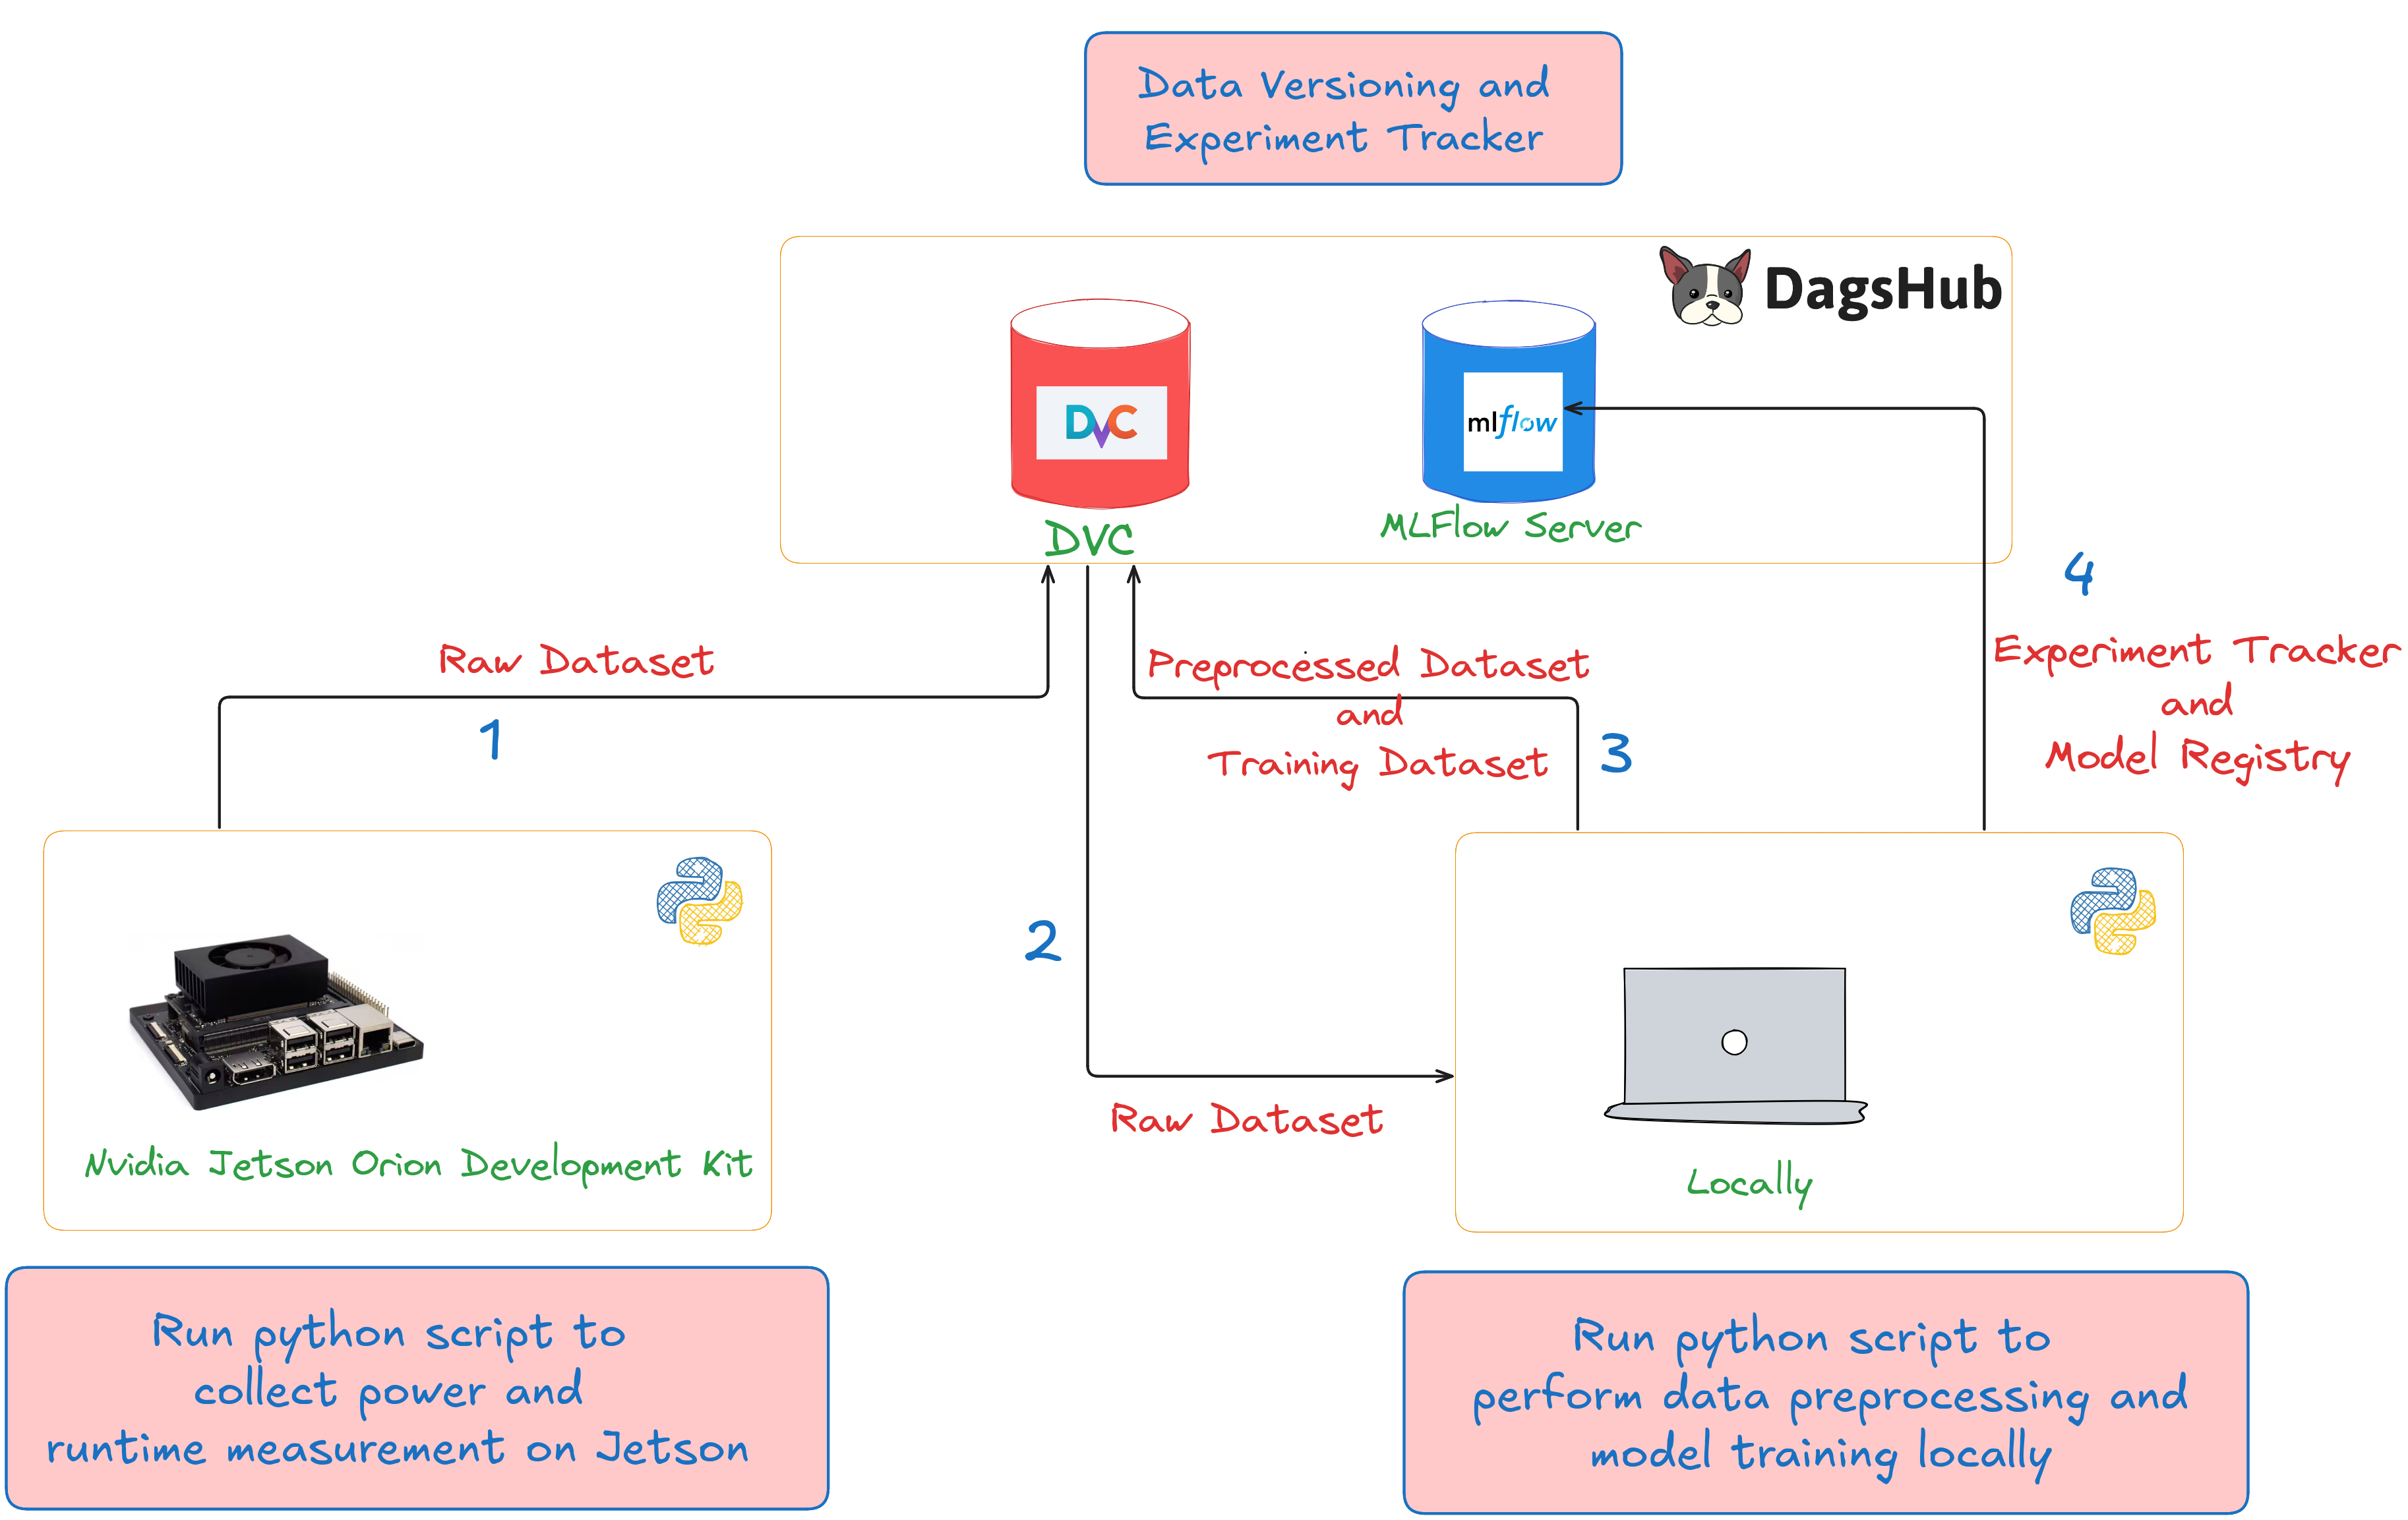 Data Versioning and
Experiment Tracker
DagsHub
DVC
mlflow
DVC
MLFlow Server
4
Raw Dataset
1
Preprocessed Dataset
and
Training Dataset
3
Experiment Tracker
and
Model Registry
2
Raw Dataset
Nvidia Jetson Orion Development Kit
Locally
Run python script to
collect power and
runtime measurement on Jetson
Run python script to
perform data preprocessing and
model training locally